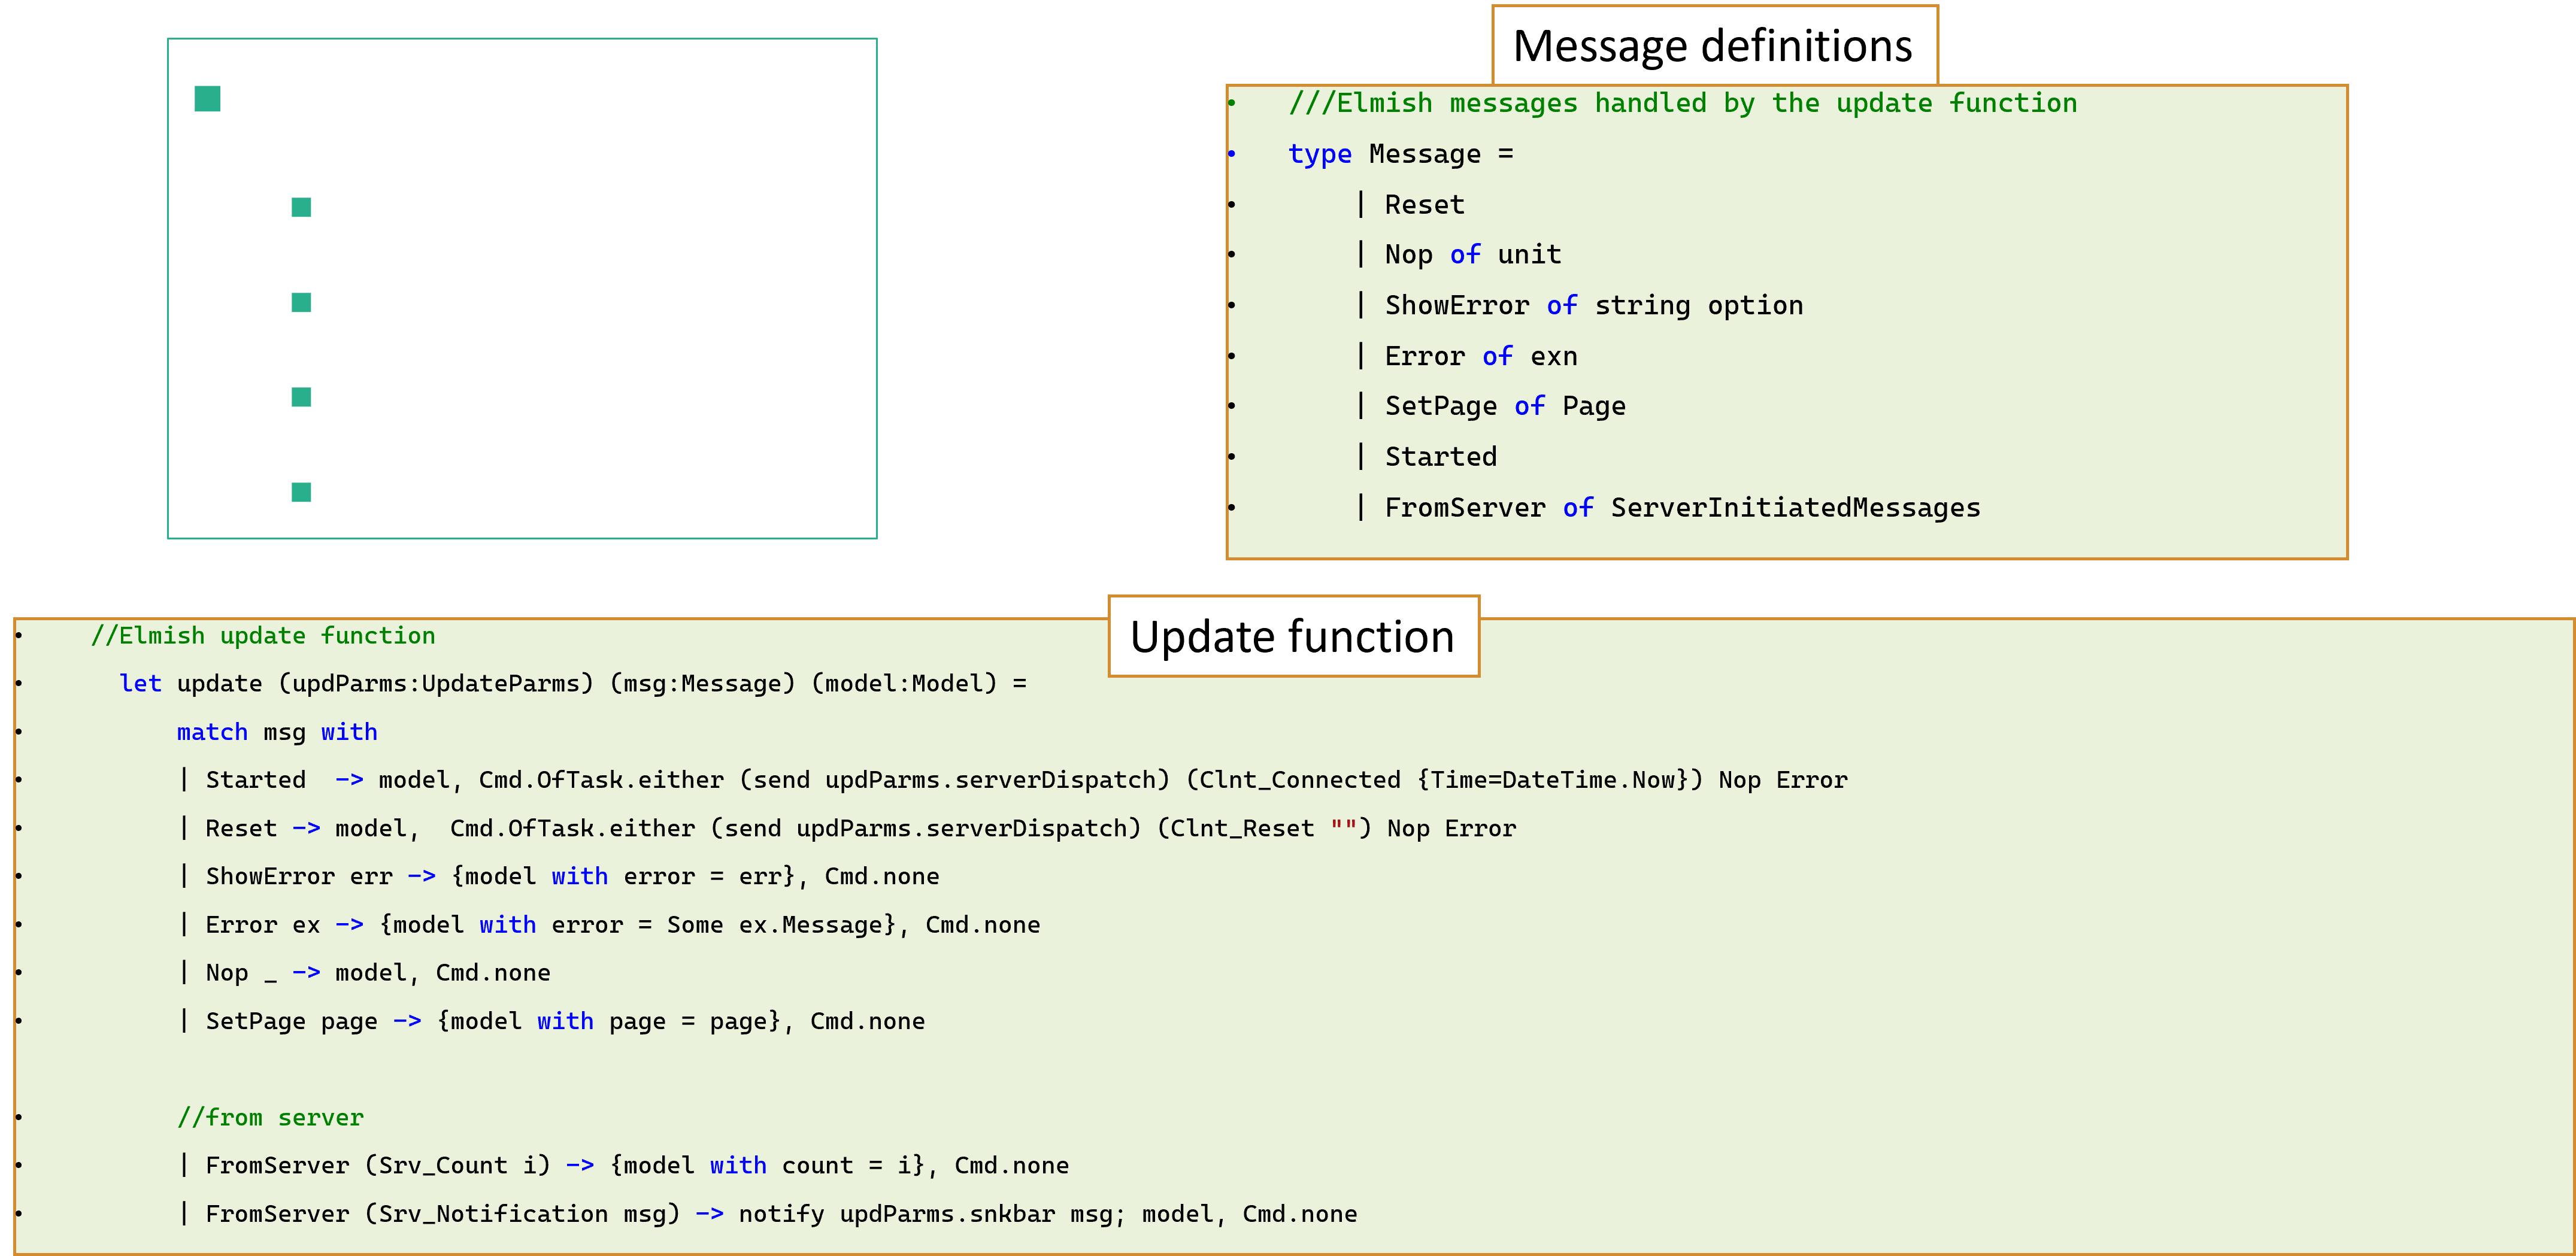 Message definitions
///Elmish messages handled by the update function
type Message =
| Reset
| Nop of unit
| ShowError of string option
| Error of exn
| SetPage of Page
| Started
| FromServer of ServerInitiatedMessages
Update function
//Elmish update function
let update (updParms:UpdateParms) (msg:Message) (model:Model) =
match msg with
| Started  -> model, Cmd.OfTask.either (send updParms.serverDispatch) (Clnt_Connected {Time=DateTime.Now}) Nop Error
| Reset -> model,  Cmd.OfTask.either (send updParms.serverDispatch) (Clnt_Reset "") Nop Error
| ShowError err -> {model with error = err}, Cmd.none
| Error ex -> {model with error = Some ex.Message}, Cmd.none
| Nop _ -> model, Cmd.none
| SetPage page -> {model with page = page}, Cmd.none
//from server
| FromServer (Srv_Count i) -> {model with count = i}, Cmd.none
| FromServer (Srv_Notification msg) -> notify updParms.snkbar msg; model, Cmd.none